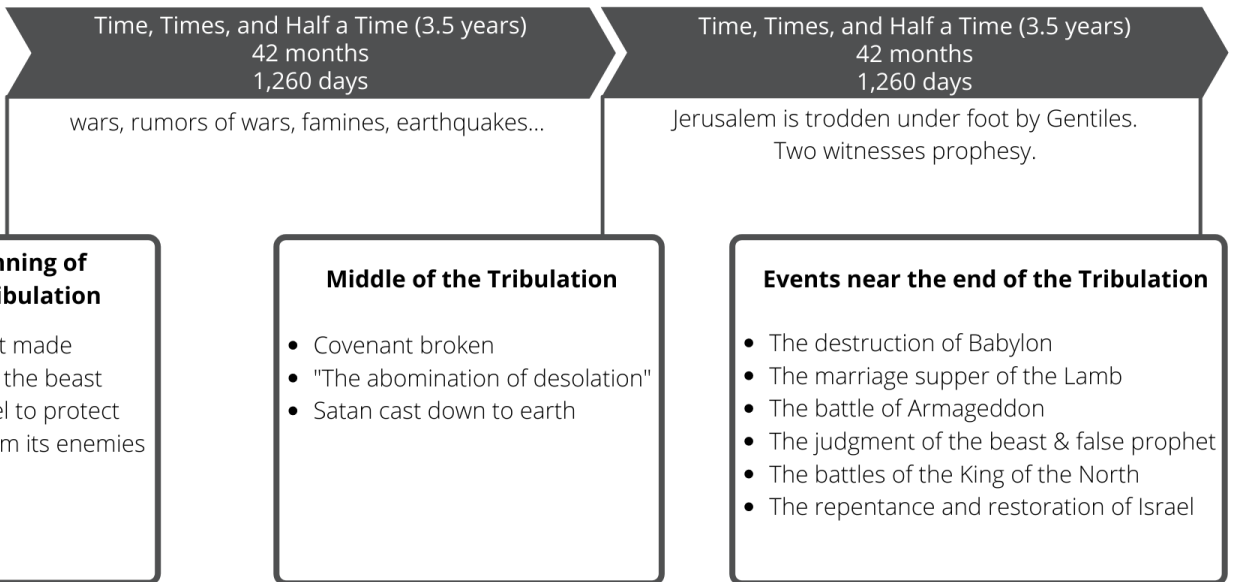 Time, Times, and Half a Time (3.5 years)
42 months
1,260 days
Time, Times, and Half a Time (3.5 years)
42 months
1,260 days
wars, rumors of wars, famines, earthquakes...
Jerusalem is trodden under foot by Gentiles.
Two witnesses prophesy.
of
made
the beast
to protect
its enemies
Middle of the Tribulation
• Covenant broken
• "The abomination of desolation"
• Satan cast down to earth
Events near the end of the Tribulation
• The destruction of Babylon
• The marriage supper of the Lamb
• The battle of Armageddon
• The judgment of the beast & false prophet
• The battles of the King of the North
• The repentance and restoration of Israel